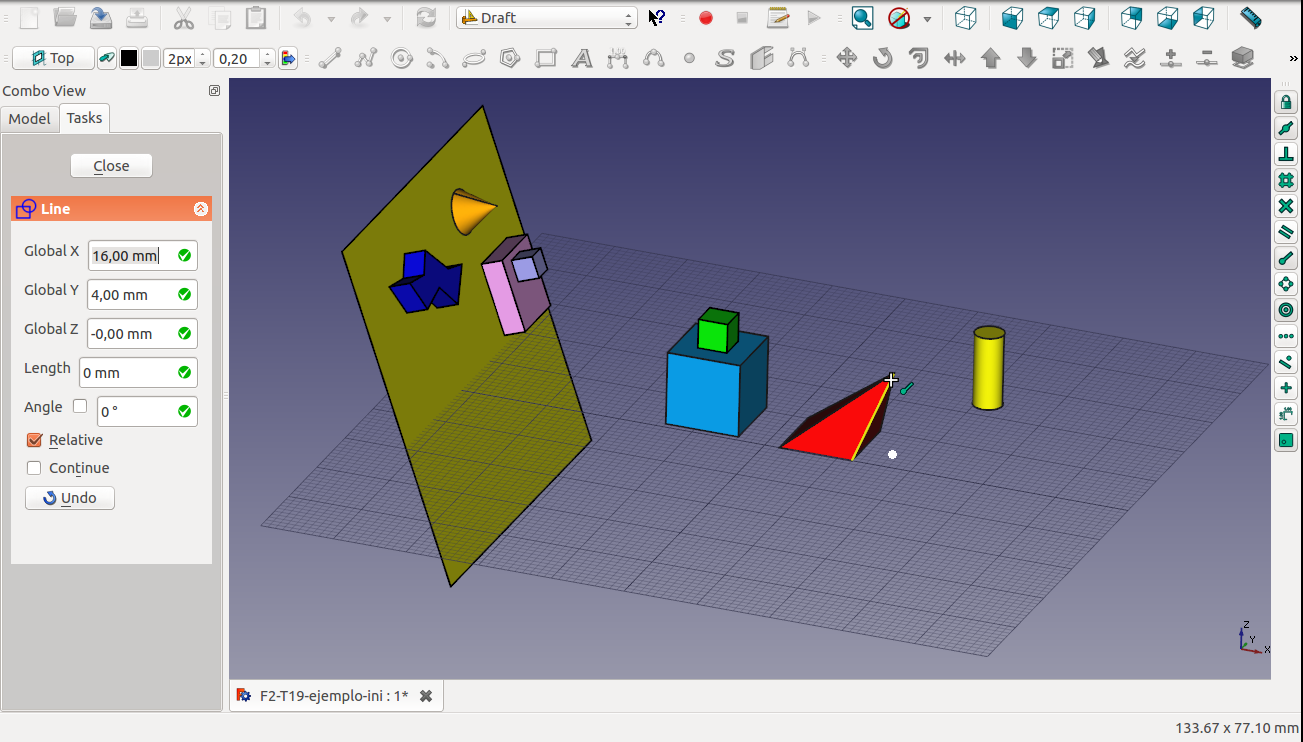 Draft
Top
2px
0,20
A
S
»
Combo View
Model
Tasks
Close
Line
Global X
16,00 mm
Global Y
4,00 mm
Global Z
-0,00 mm
Length
0 mm
Angle
0 °
Relative
Continue
Undo
Z
Y
X
F2-T19-ejemplo-ini : 1*
133.67 x 77.10 mm